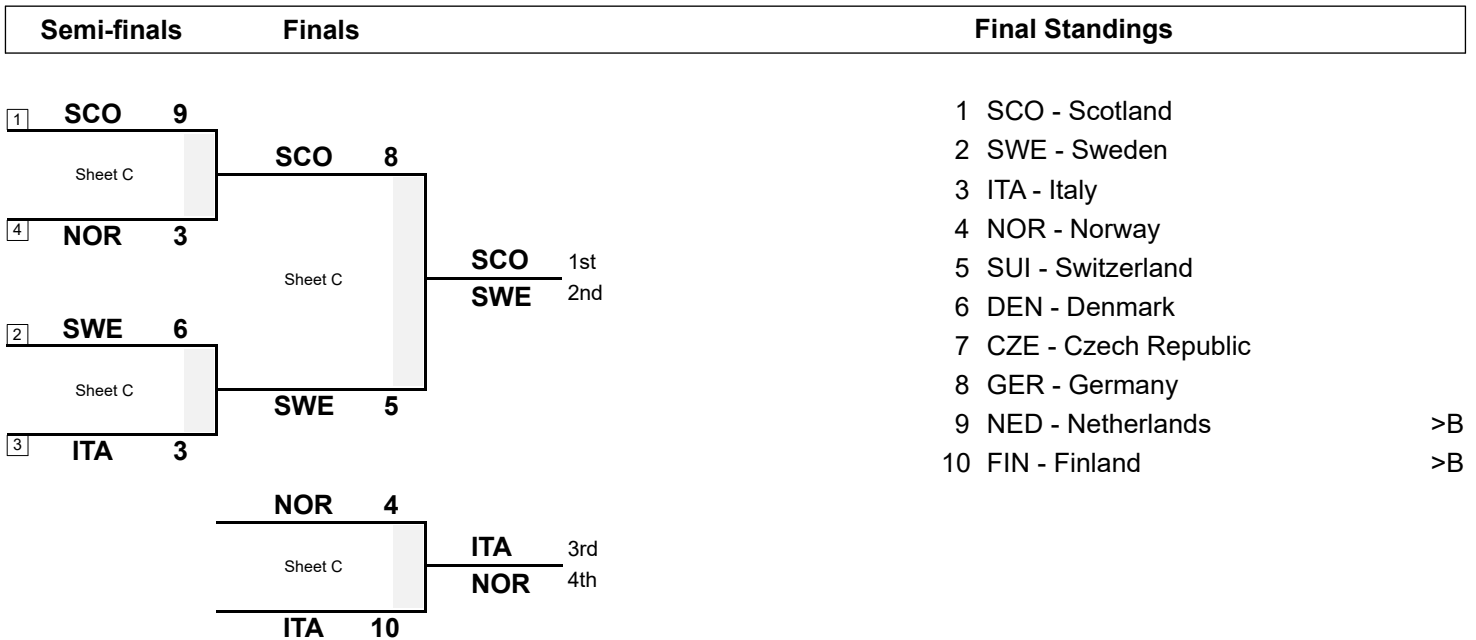 Semi-finals Finals Final Standings
1 SCO 9
Sheet C
4 NOR 3
2 SWE 6
Sheet C
3 ITA 3
SCO 8
Sheet C
SWE 5
SCO 1st
SWE 2nd
NOR 4
Sheet C
ITA 10
ITA 3rd
NOR 4th
1 SCO - Scotland
2 SWE - Sweden
3 ITA - Italy
4 NOR - Norway
5 SUI - Switzerland
6 DEN - Denmark
7 CZE - Czech Republic
8 GER - Germany
9 NED - Netherlands >B
10 FIN - Finland >B